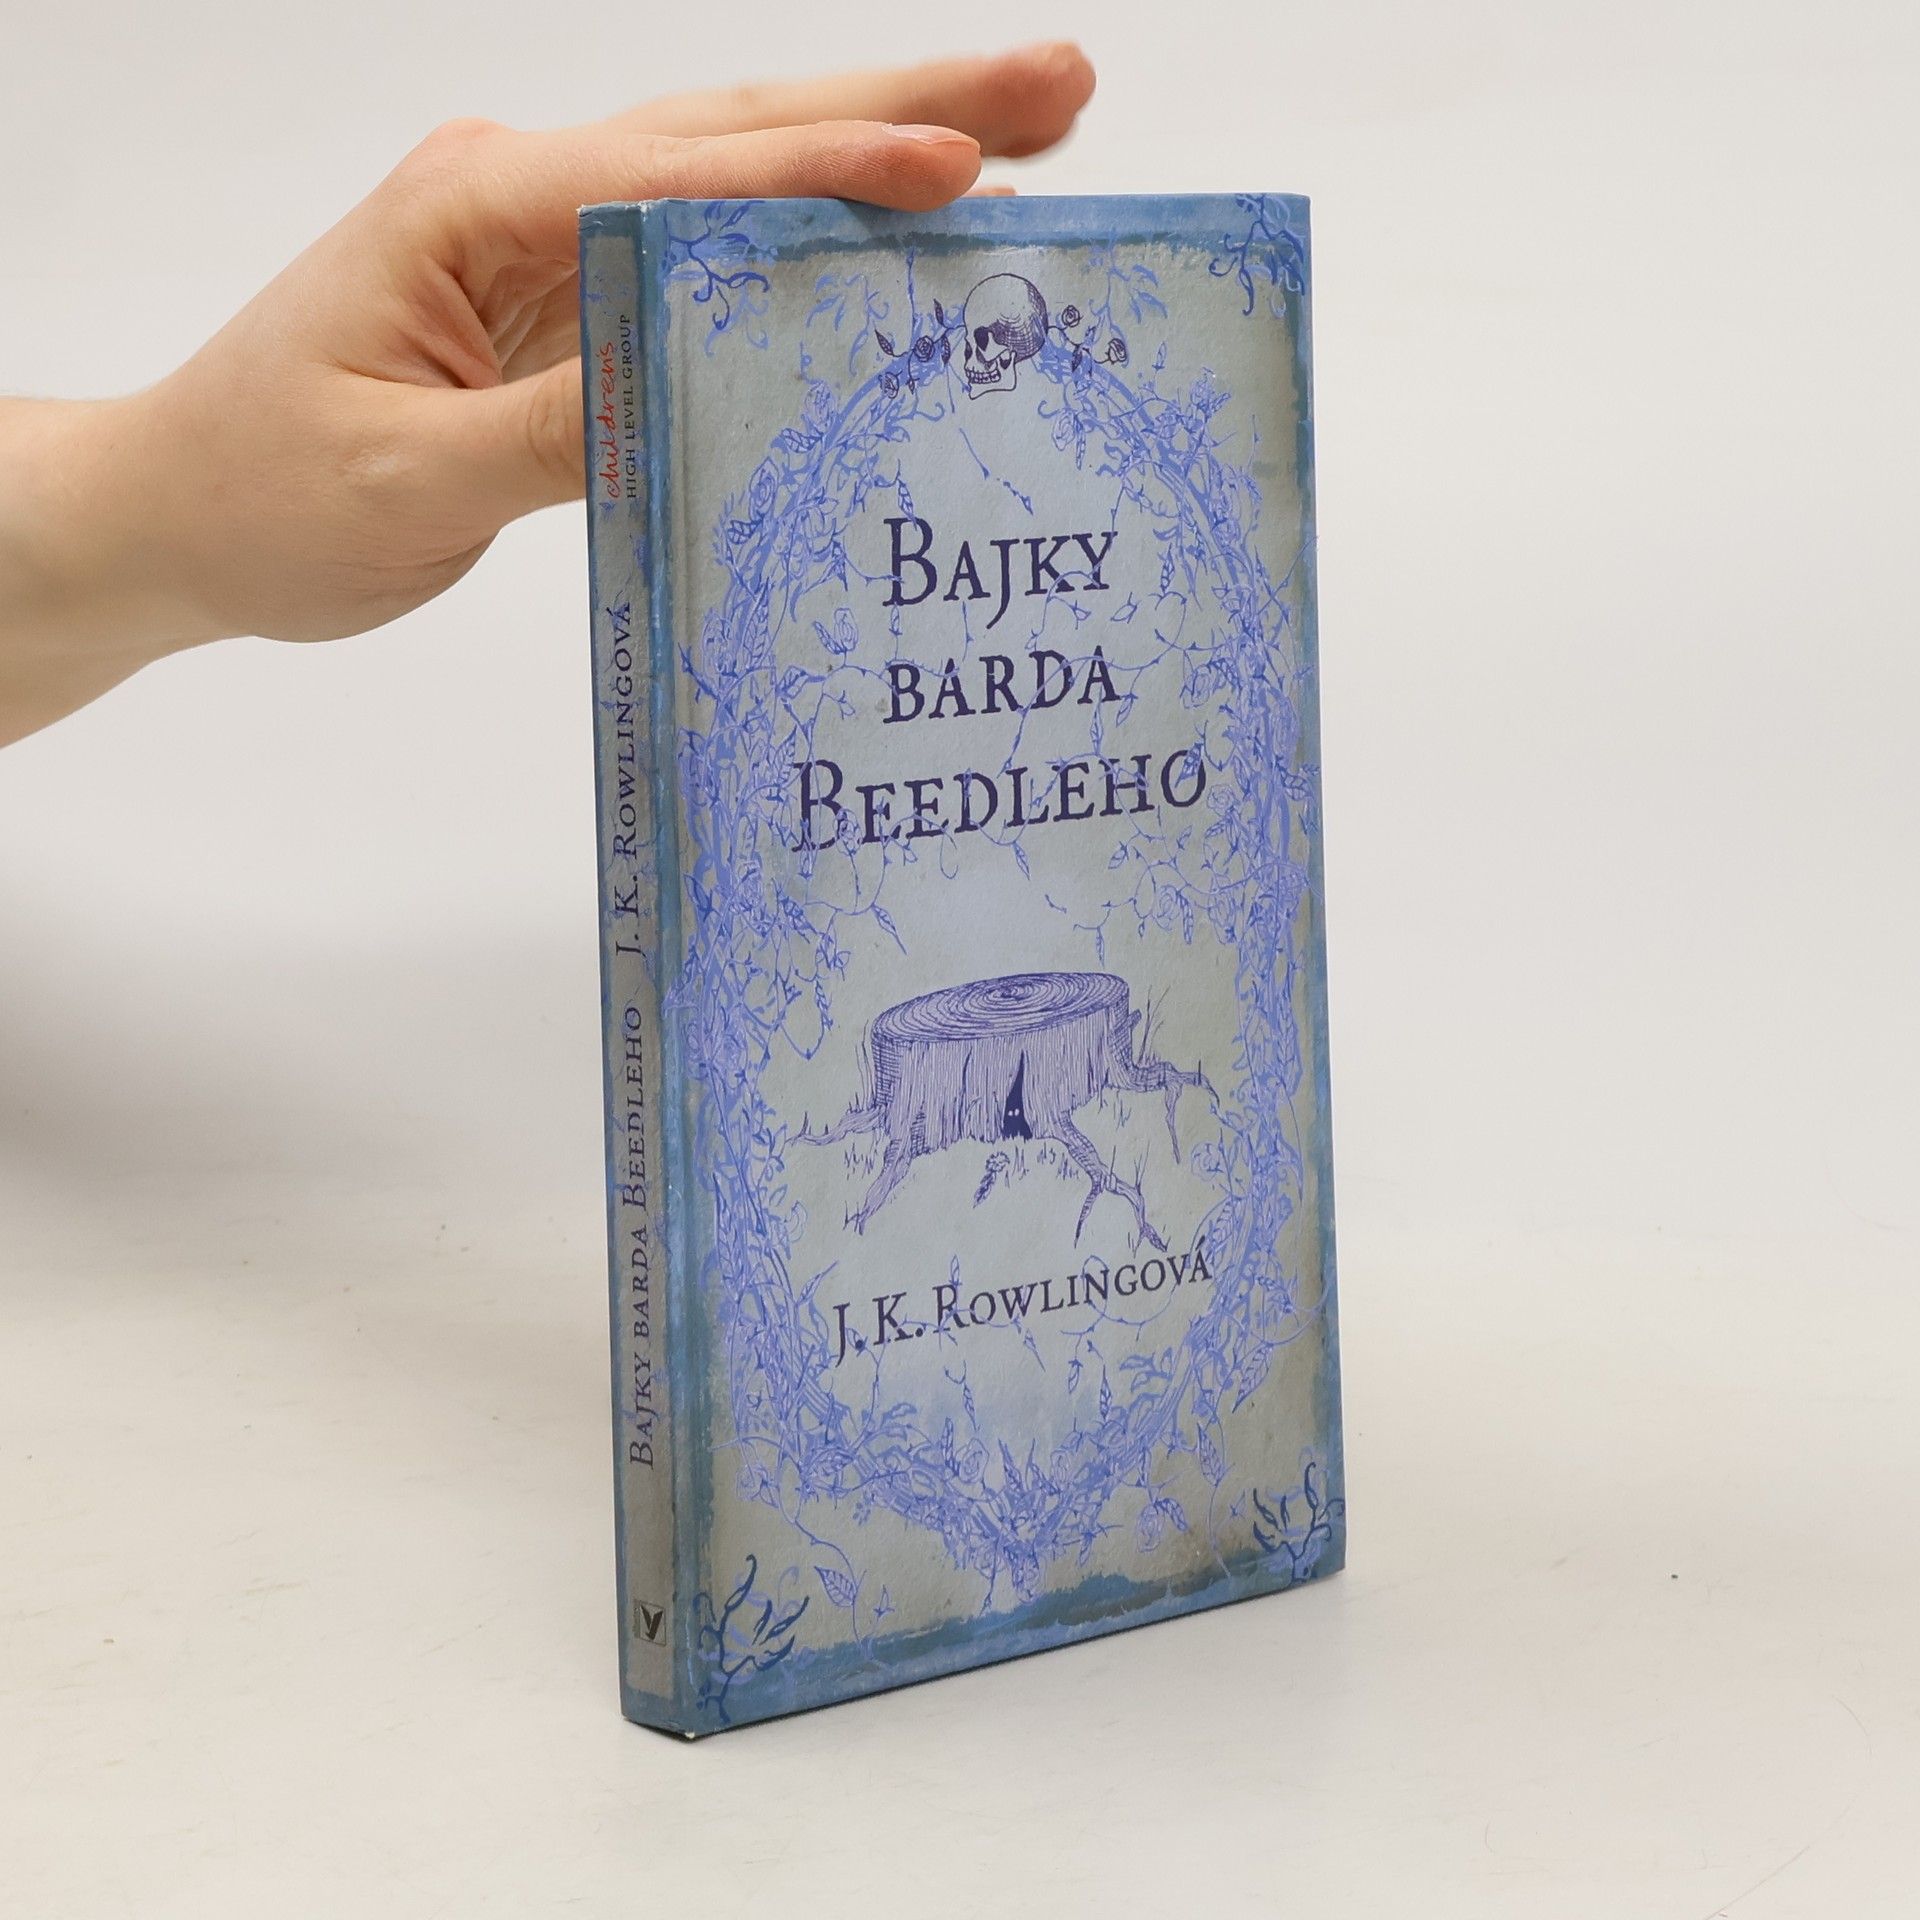 children's
HIGH LEVEL GROUP
BAJKY BARDA BEEDLEHO J. K. ROWLINGOVÁ
BAJKY
BARDA
BEEDLEHO
J. K. ROWLINGOVÁ